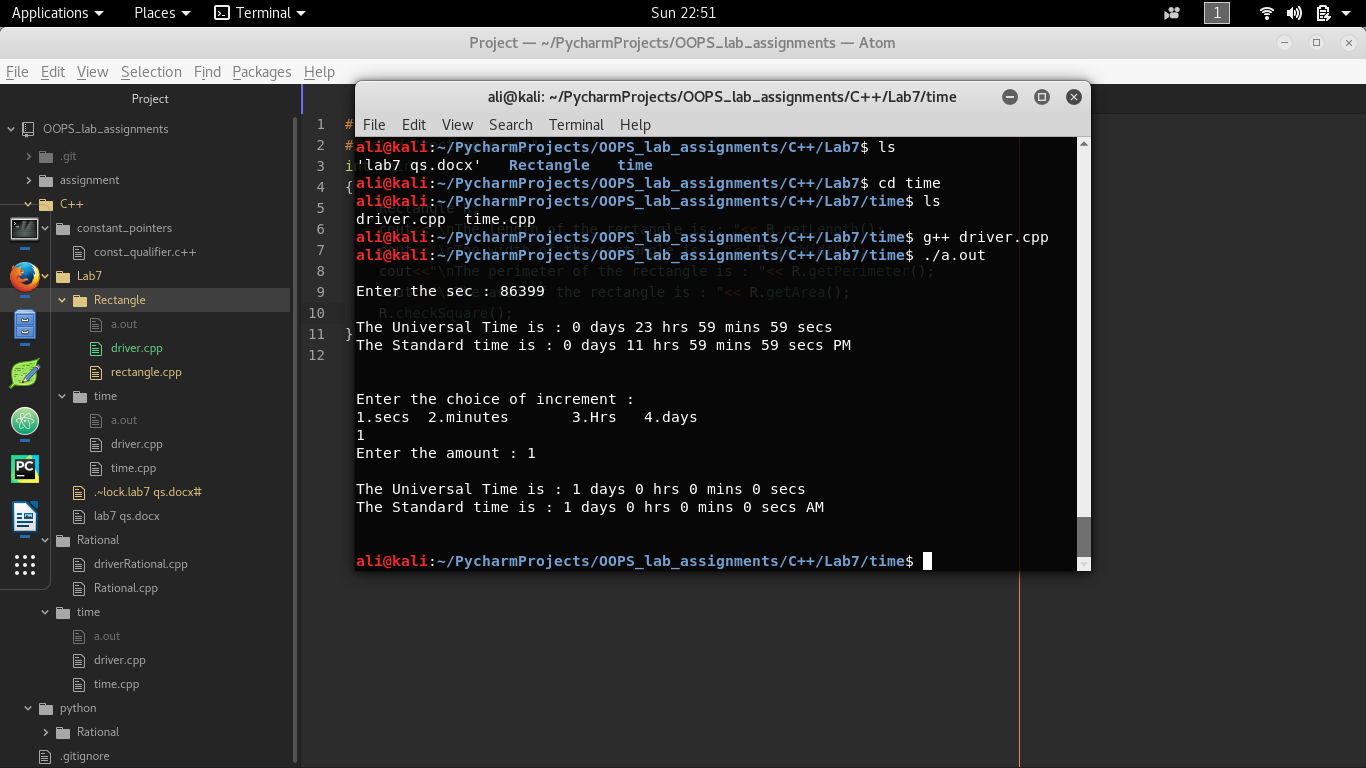 Applications Places Terminal Sun 22:51 1
Project — ~/PycharmProjects/OOPS_lab_assignments — Atom
File Edit View Selection Find Packages Help
Project
OOPS_lab_assignments
.git
assignment
C++
constant_pointers
const_qualifier.c++
Lab7
Rectangle
a.out
driver.cpp
rectangle.cpp
time
a.out
driver.cpp
time.cpp
.~lock.lab7 qs.docx#
lab7 qs.docx
Rational
driverRational.cpp
Rational.cpp
time
a.out
driver.cpp
time.cpp
python
Rational
.gitignore
PC
1 #
2 #
3 i
4 {
5
6
7
8 cout<<"\nThe perimeter of the rectangle is : "<< R.getPerimeter();
9 the rectangle is : "<< R.getArea();
10 R.checkSquare();
11 }
12
ali@kali: ~/PycharmProjects/OOPS_lab_assignments/C++/Lab7/time
File Edit View Search Terminal Help
ali@kali:~/PycharmProjects/OOPS_lab_assignments/C++/Lab7$ ls
'lab7 qs.docx' Rectangle time
ali@kali:~/PycharmProjects/OOPS_lab_assignments/C++/Lab7$ cd time
ali@kali:~/PycharmProjects/OOPS_lab_assignments/C++/Lab7/time$ ls
driver.cpp time.cpp
ali@kali:~/PycharmProjects/OOPS_lab_assignments/C++/Lab7/time$ g++ driver.cpp
ali@kali:~/PycharmProjects/OOPS_lab_assignments/C++/Lab7/time$ ./a.out
Enter the sec : 86399
The Universal Time is : 0 days 23 hrs 59 mins 59 secs
The Standard time is : 0 days 11 hrs 59 mins 59 secs PM
Enter the choice of increment :
1.secs 2.minutes 3.Hrs 4.days
1
Enter the amount : 1
The Universal Time is : 1 days 0 hrs 0 mins 0 secs
The Standard time is : 1 days 0 hrs 0 mins 0 secs AM
ali@kali:~/PycharmProjects/OOPS_lab_assignments/C++/Lab7/time$